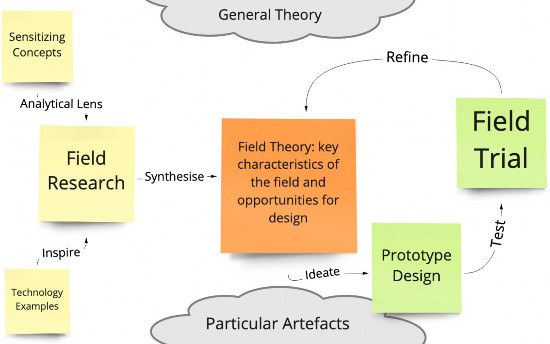 General Theory
Sensitizing
Concepts
Analytical Lens
Field
Research
Inspire
Technology
Examples
Synthesise
Field Theory: key
characteristics of
the field and
opportunities for
design
Refine
Field
Trial
Test
Prototype
Design
Ideate
Particular Artefacts